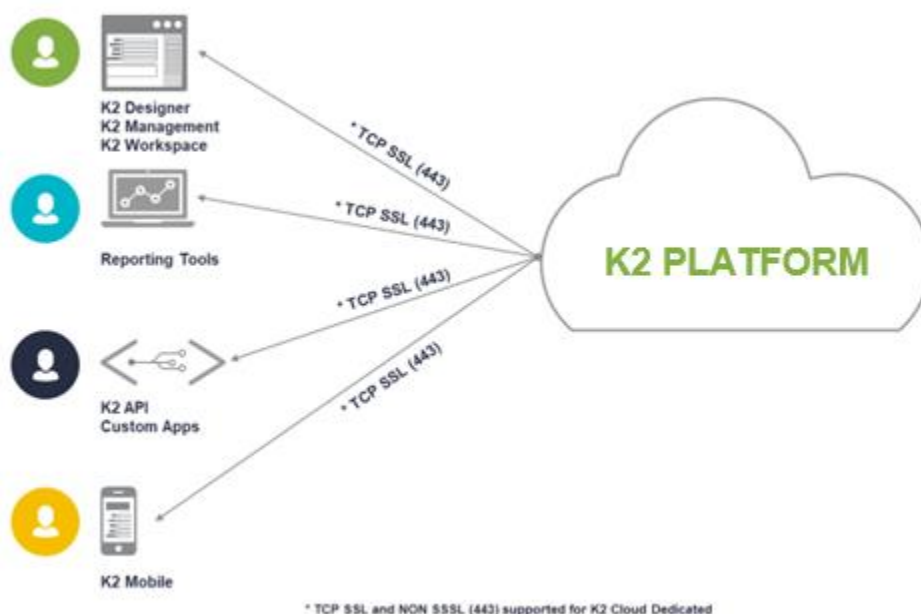 K2 Designer
K2 Management
K2 Workspace
* TCP SSL (443)
Reporting Tools
* TCP SSL (443)
K2 PLATFORM
* TCP SSL (443)
K2 API
Custom Apps
* TCP SSL (443)
K2 Mobile
* TCP SSL and NON SSSL (443) supported for K2 Cloud Dedicated